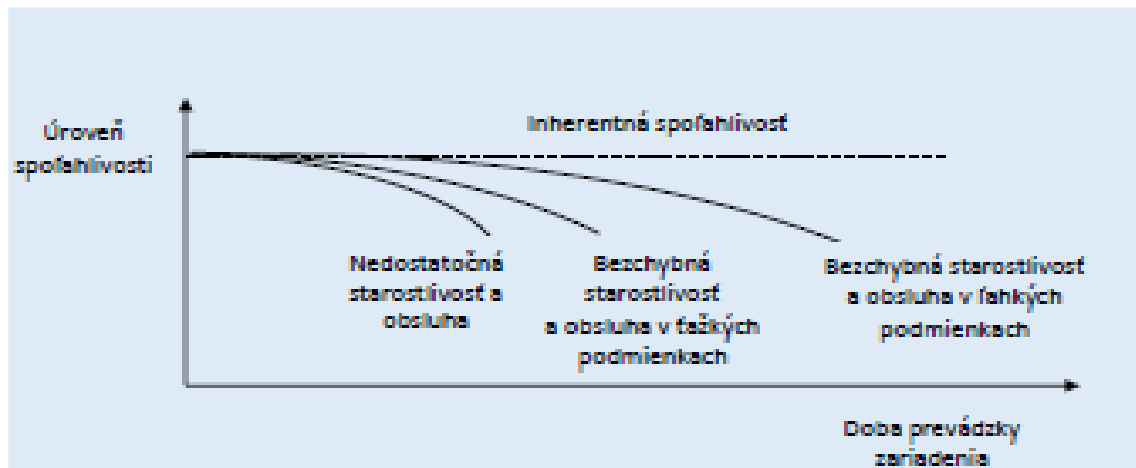 Úroveň
spoľahlivosti
Inherentná spoľahlivosť
Nedostatočná
starostlivosť a
obsluha
Bezchybná
starostlivosť
a obsluha v ťažkých
podmienkach
Bezchybná starostlivosť
a obsluha v ľahkých
podmienkach
Doba prevádzky
zariadenia